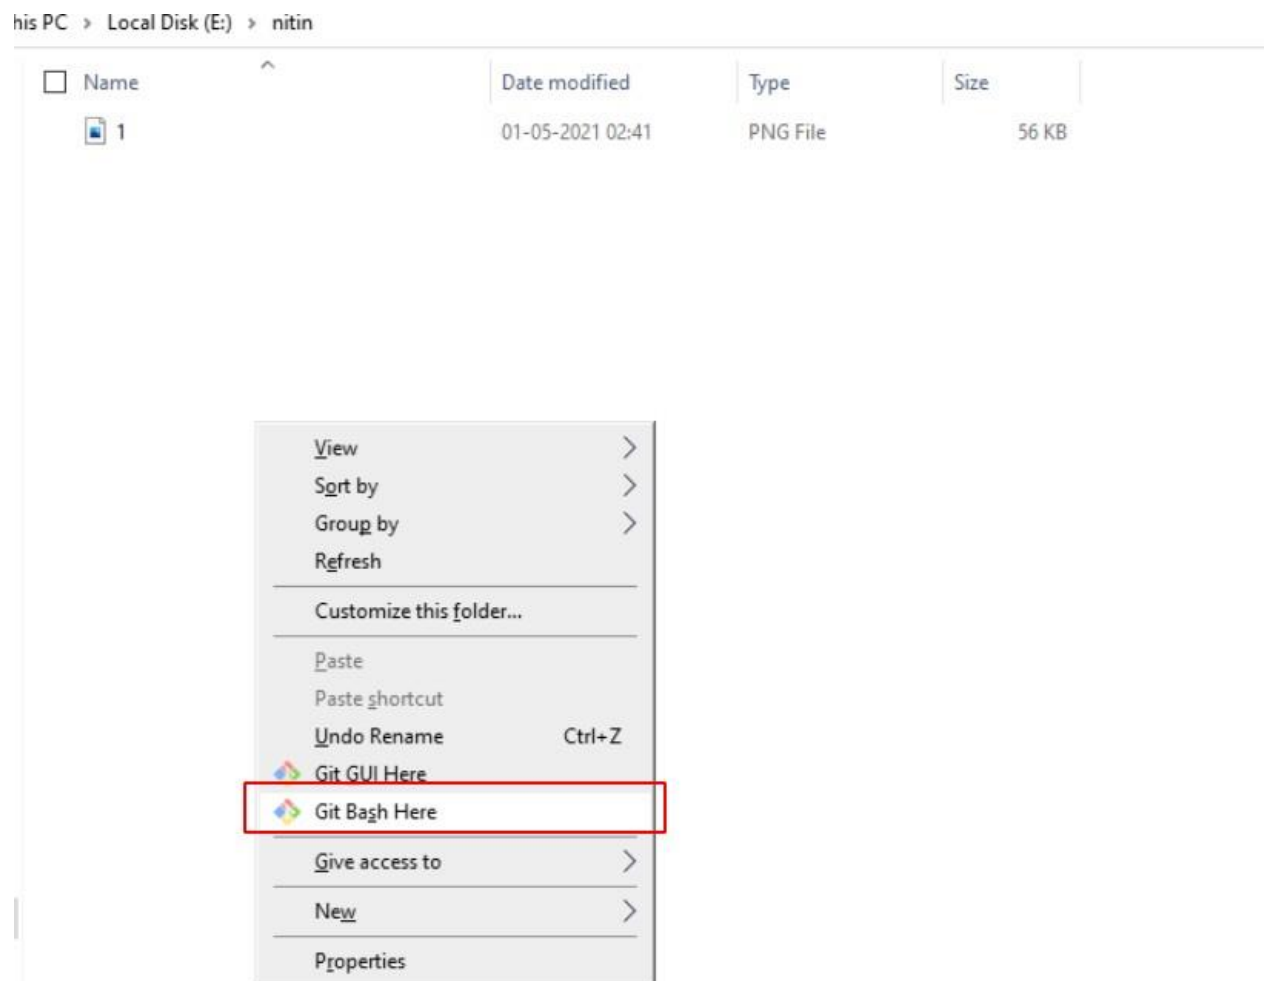 his PC > Local Disk (E:) > nitin
Name Date modified Type Size
1 01-05-2021 02:41 PNG File 56 KB
View
Sort by
Group by
Refresh
Customize this folder...
Paste
Paste shortcut
Undo Rename Ctrl+Z
Git GUI Here
Git Bash Here
Give access to
New
Properties